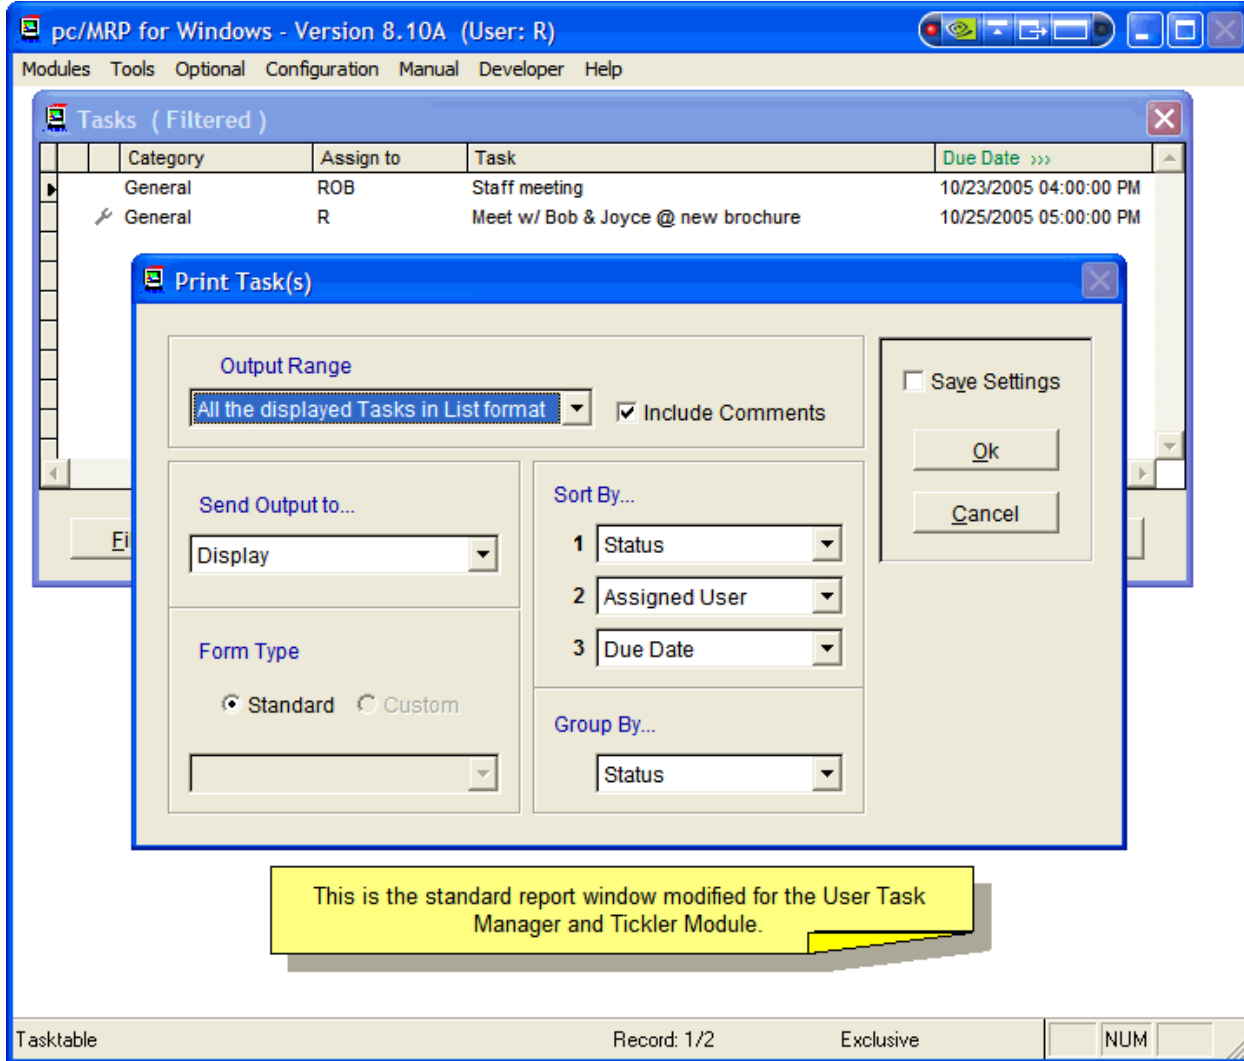 pc/MRP for Windows - Version 8.10A (User: R)
Modules Tools Optional Configuration Manual Developer Help
Tasks ( Filtered )
Category Assign to Task Due Date >>>
General ROB Staff meeting 10/23/2005 04:00:00 PM
General R Meet w/ Bob & Joyce @ new brochure 10/25/2005 05:00:00 PM
Print Task(s)
Output Range
All the displayed Tasks in List format
Include Comments
Save Settings
Ok
Cancel
Send Output to...
Display
Form Type
Standard Custom
Sort By...
1 Status
2 Assigned User
3 Due Date
Group By...
Status
This is the standard report window modified for the User Task
Manager and Tickler Module.
Tasktable Record: 1/2 Exclusive NUM